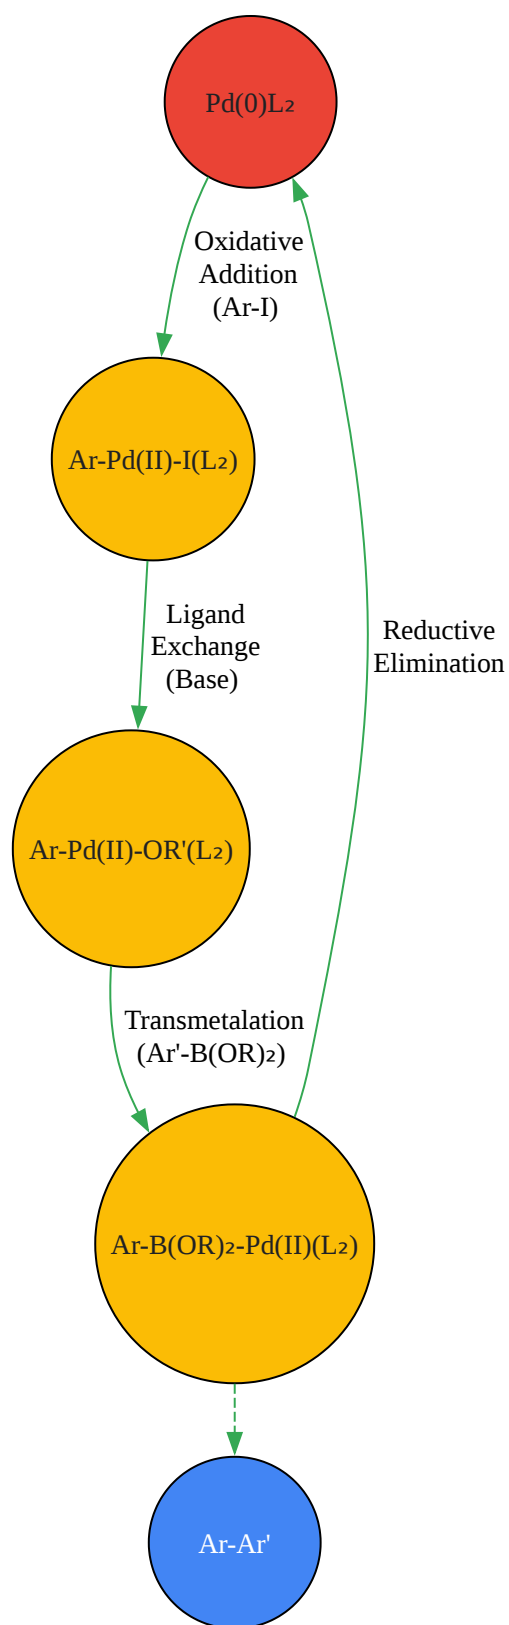 Pd(0)L₂
Oxidative
Addition
(Ar-I)
Ar-Pd(II)-I(L₂)
Ligand
Exchange
(Base)
Reductive
Elimination
Ar-Pd(II)-OR'(L₂)
Transmetalation
(Ar'-B(OR)₂)
Ar-B(OR)₂-Pd(II)(L₂)
Ar-Ar'